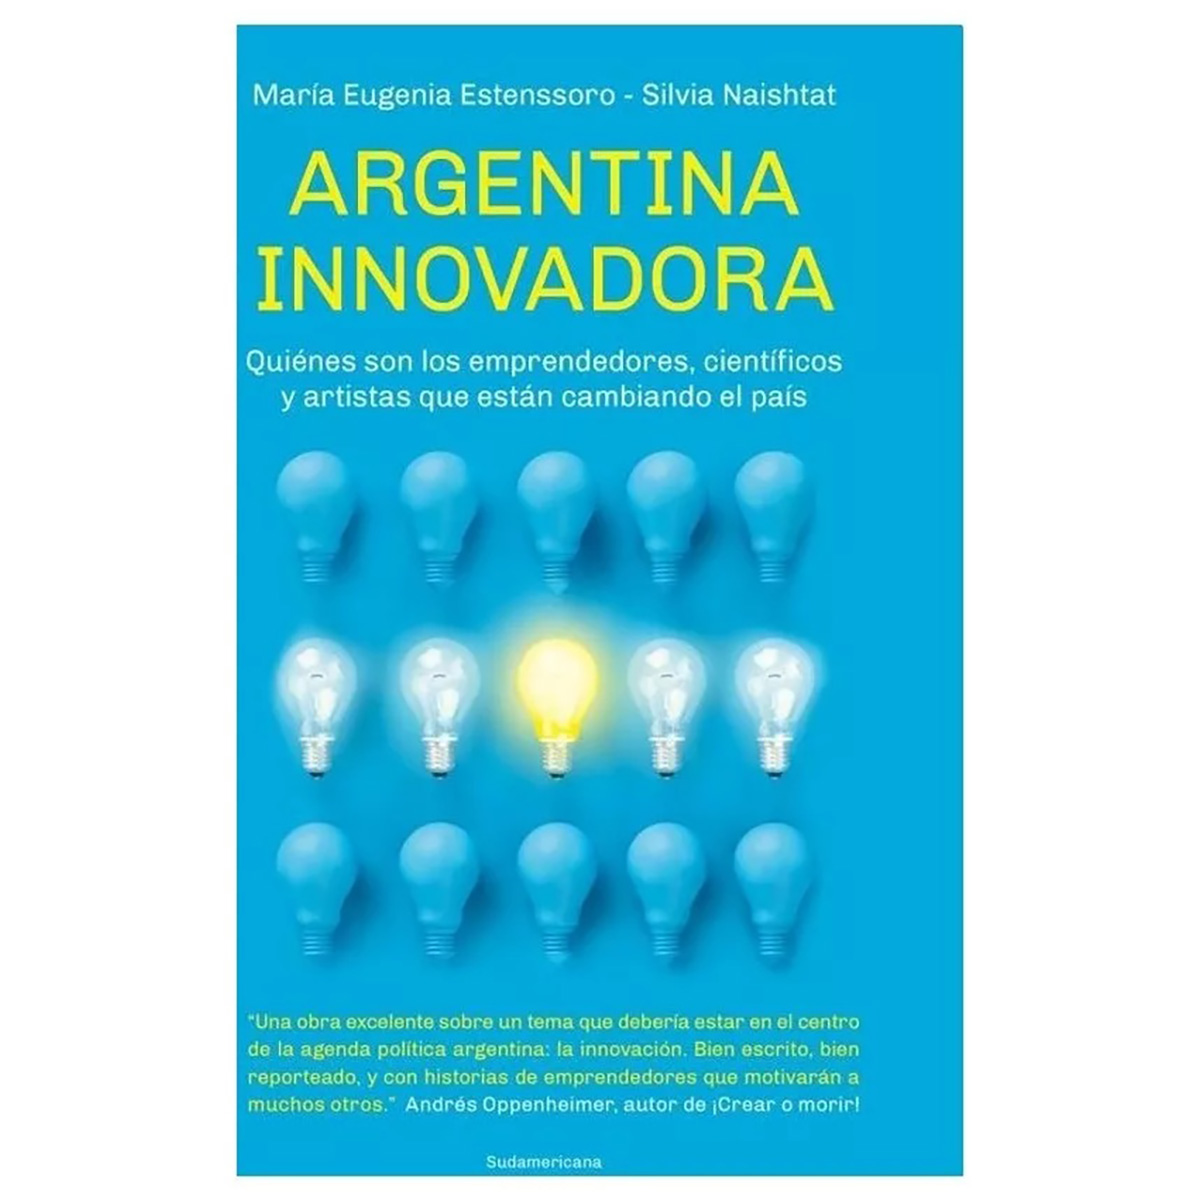 María Eugenia Estenssoro - Silvia Naishtat
ARGENTINA
INNOVADORA
Quiénes son los emprendedores, científicos
y artistas que están cambiando el país
“Una obra excelente sobre un tema que debería estar en el centro
de la agenda política argentina: la innovación. Bien escrito, bien
reporteado, y con historias de emprendedores que motivarán a
muchos otros.” Andrés Oppenheimer, autor de ¡Crear o morir!
Sudamericana